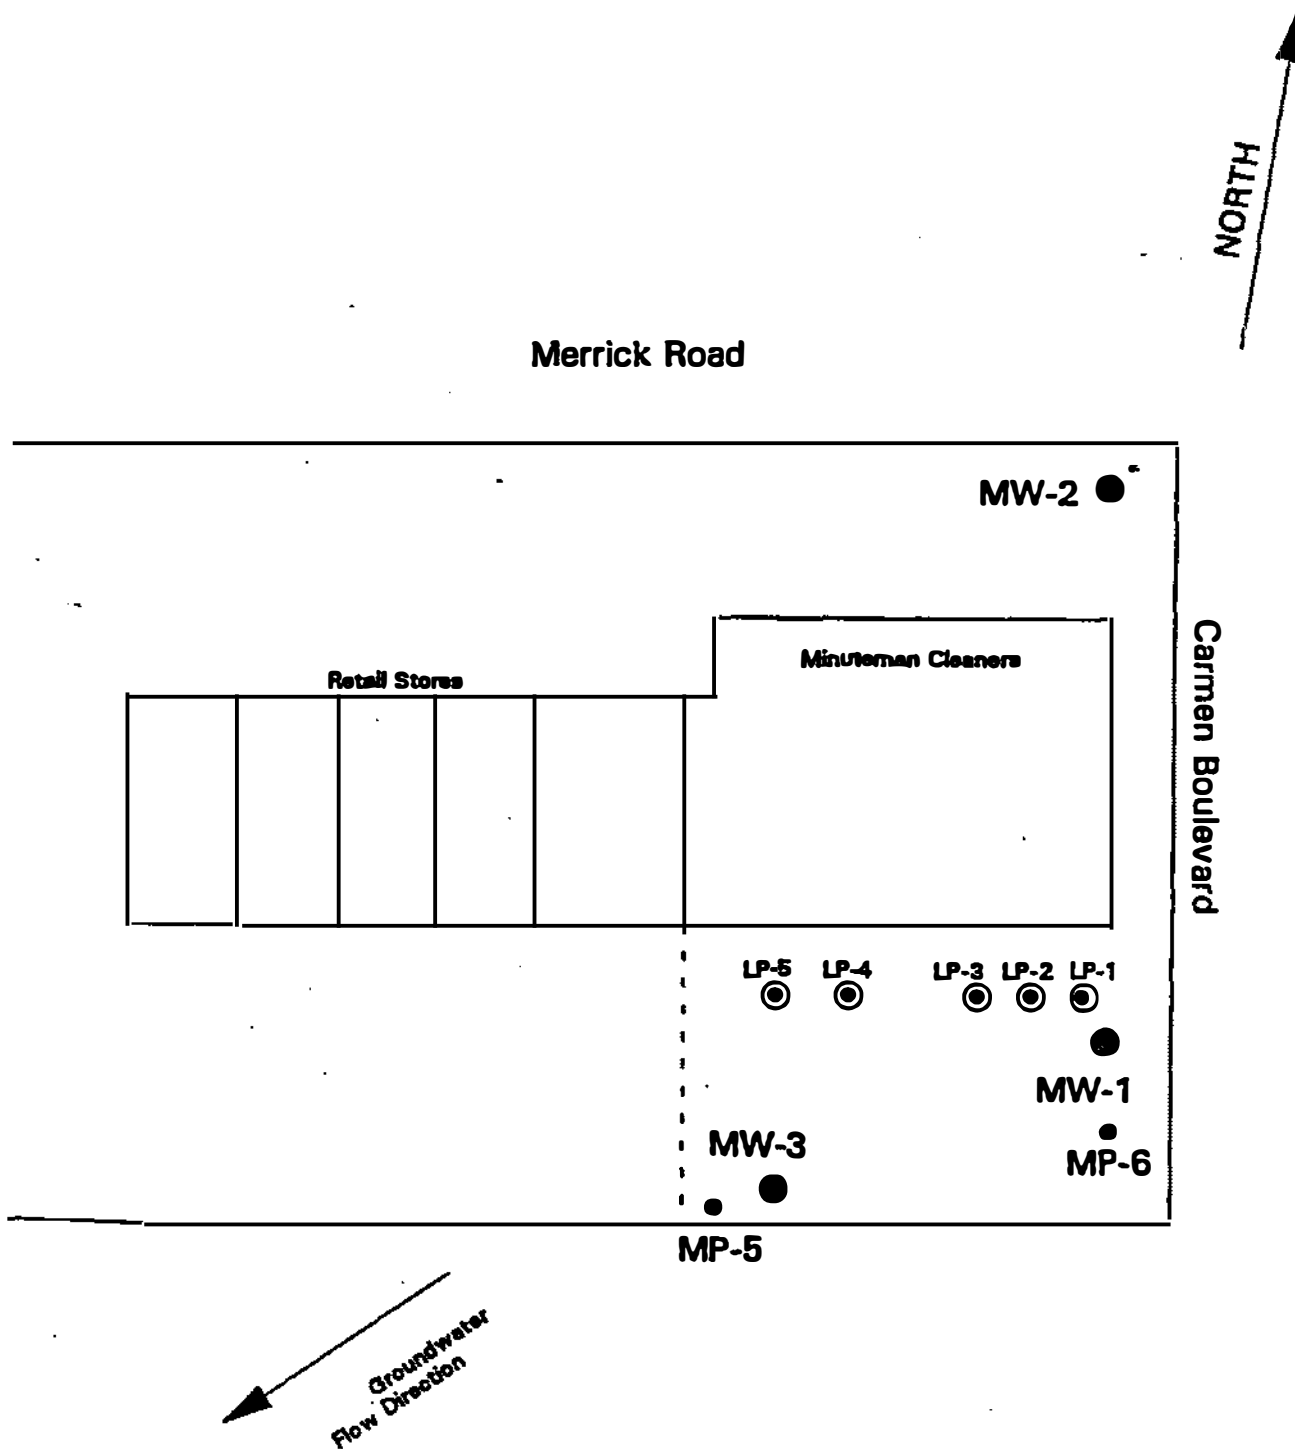 NORTH
Merrick Road
MW-2
Carmen Boulevard
Minuteman Cleaners
Retail Stores
LP-5 LP-4 LP-3 LP-2 LP-1
MW-1
MW-3
MP-6
MP-5
Groundwater
Flow Direction